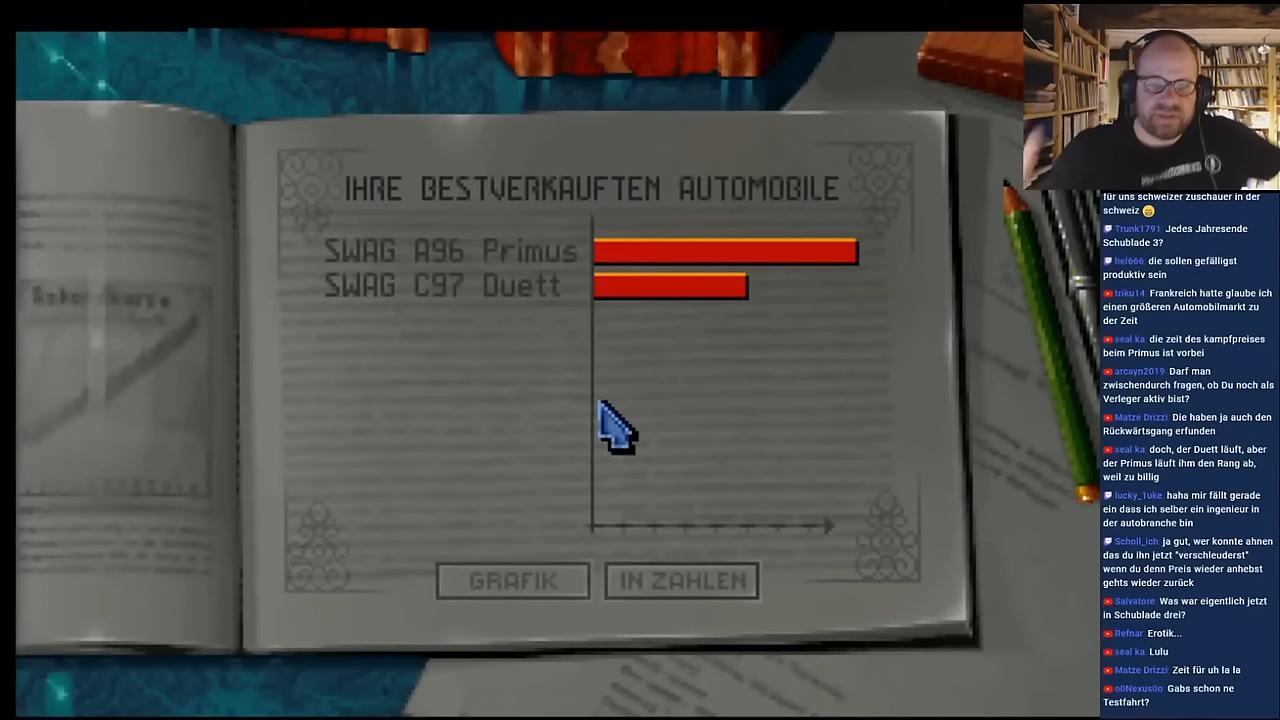 IHRE BESTVERKAUFTEN AUTOMOBILE
SWAG A96 Primus
SWAG C97 Duett
GRAFIK
IN ZAHLEN
für uns schweizer zuschauer in der
schweiz
Trunk1791 Jedes Jahresende
Schublade 3?
hel666 die sollen gefälligst
produktiv sein
triku14 Frankreich hatte glaube ich
einen größeren Automobilmarkt zu
der Zeit
seal ka: die zeit des kampfpreises
beim Primus ist vorbei
arcayn2019: Darf man
zwischendurch fragen, ob Du noch als
Verleger aktiv bist?
Matze Drizzi: Die haben ja auch den
Rückwärtsgang erfunden
seal ka: doch, der Duett läuft, aber
der Primus läuft ihm den Rang ab,
weil zu billig
lucky_1uke: haha mir fällt gerade
ein dass ich selber ein ingenieur in
der autobranche bin
Scholl_ich: ja gut, wer konnte ahnen
das du ihn jetzt "verschleuderst"
wenn du denn Preis wieder anhebst
gehts wieder zurück
Salvatore: Was war eigentlich jetzt
in Schublade drei?
Refnar: Erotik...
seal ka: Lulu
Matze Drizzi: Zeit für uh la la
o0Nexus0o: Gabs schon ne
Testfahrt?